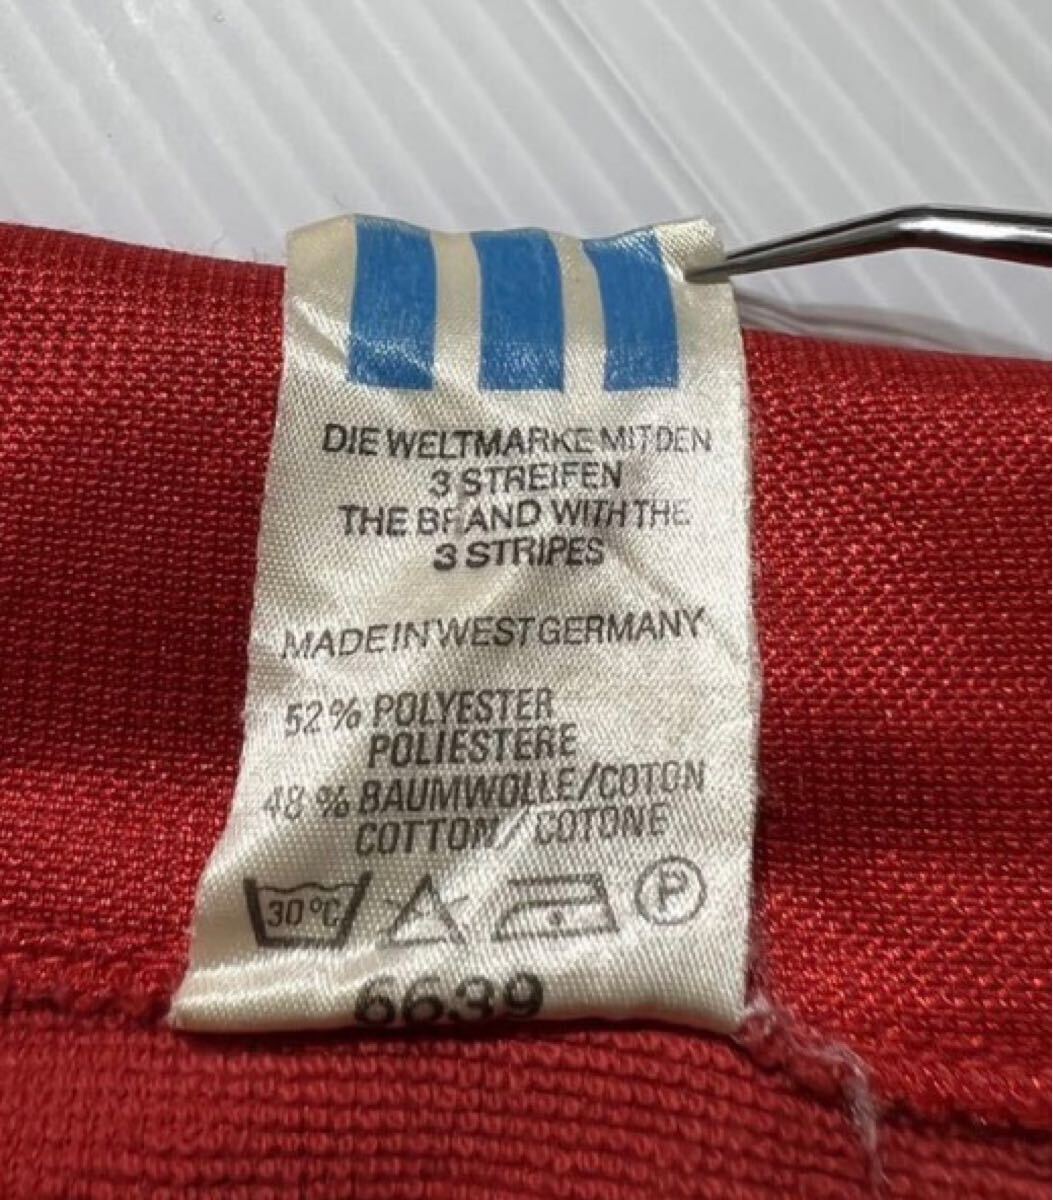 DIE WELTMARKE MIT DEN
3 STREIFEN
THE BRAND WITH THE
3 STRIPES
MADE IN WEST GERMANY
52% POLYESTER
POLIESTERE
48% BAUMWOLLE/COTON
COTTON/COTONE
30°C P
6639